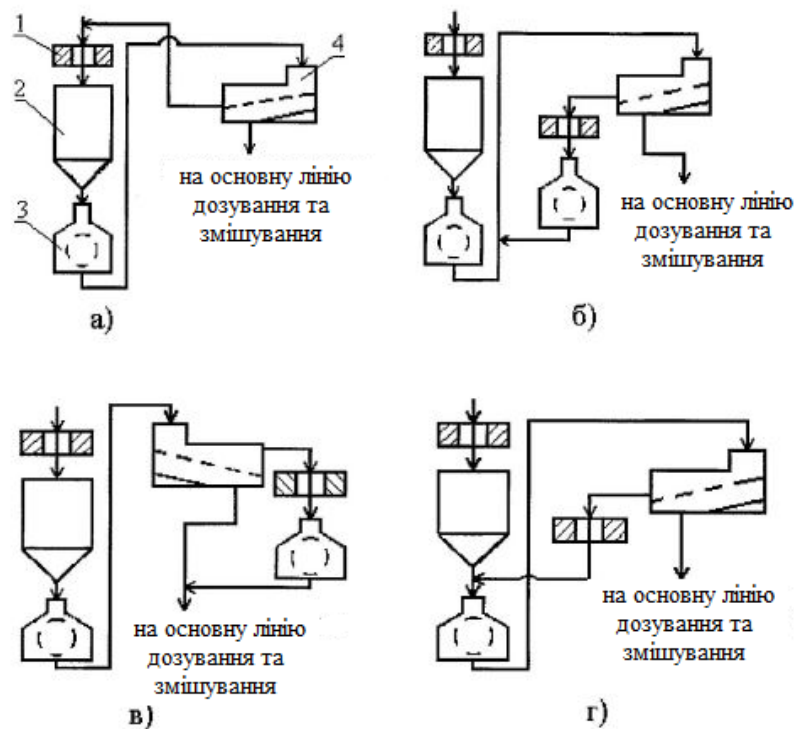 1
2
3
4
на основну лінію
дозування та
змішування
а)
на основну лінію
дозування та
змішування
б)
на основну лінію
дозування та
змішування
в)
на основну лінію
дозування та
змішування
г)